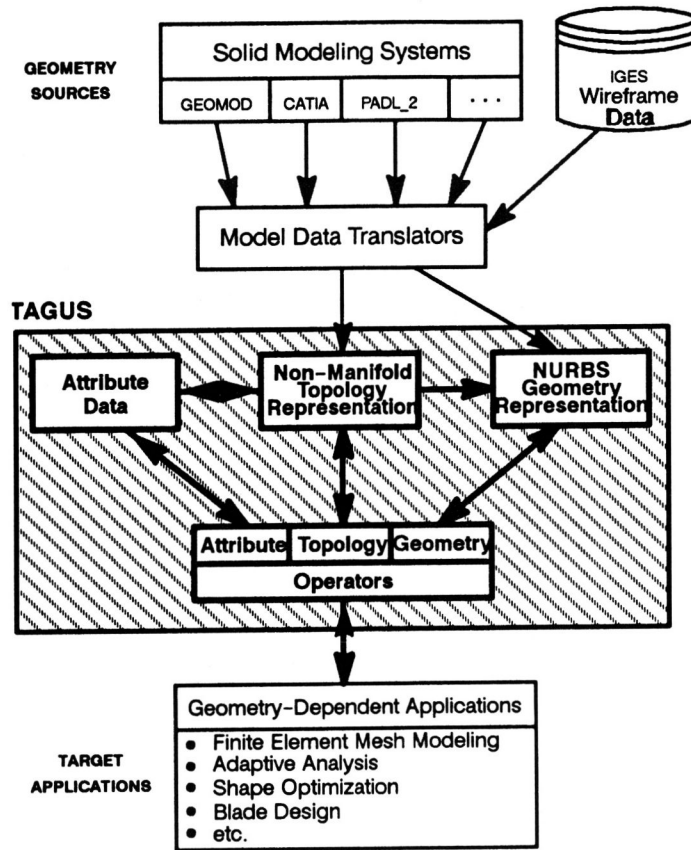 GEOMETRY
SOURCES
Solid Modeling Systems
GEOMOD CATIA PADL_2 ...
IGES
Wireframe
Data
Model Data Translators
TAGUS
Attribute
Data
Non-Manifold
Topology
Representation
NURBS
Geometry
Representation
Attribute Topology Geometry
Operators
TARGET
APPLICATIONS
Geometry-Dependent Applications
• Finite Element Mesh Modeling
• Adaptive Analysis
• Shape Optimization
• Blade Design
• etc.